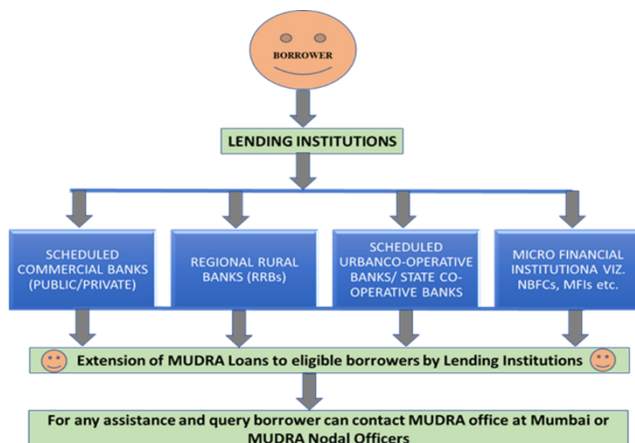 BORROWER
LENDING INSTITUTIONS
SCHEDULED
COMMERCIAL BANKS
(PUBLIC/PRIVATE)
REGIONAL RURAL
BANKS (RRBs)
SCHEDULED
URBANCO-OPERATIVE
BANKS/ STATE CO-
OPERATIVE BANKS
MICRO FINANCIAL
INSTITUTIONA VIZ.
NBFCs, MFIs etc.
Extension of MUDRA Loans to eligible borrowers by Lending Institutions
For any assistance and query borrower can contact MUDRA office at Mumbai or
MUDRA Nodal Officers